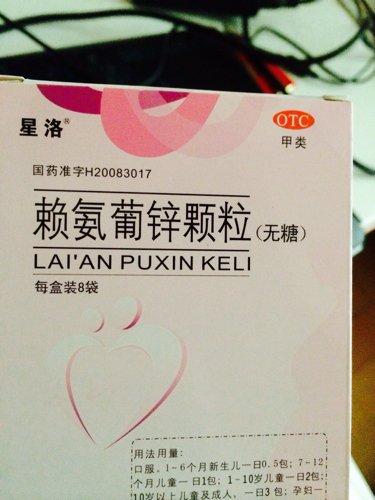 星洛®
OTC
甲类
国药准字H20083017
赖氨葡锌颗粒(无糖)
LAI'AN PUXIN KELI
每盒装8袋
用法用量:
口服。1-6个月新生儿一日0.5包; 7-12
个月儿童一日1包; 1-10岁儿童一日2包;
10岁以上儿童及成人, 一日3包; 孕妇一